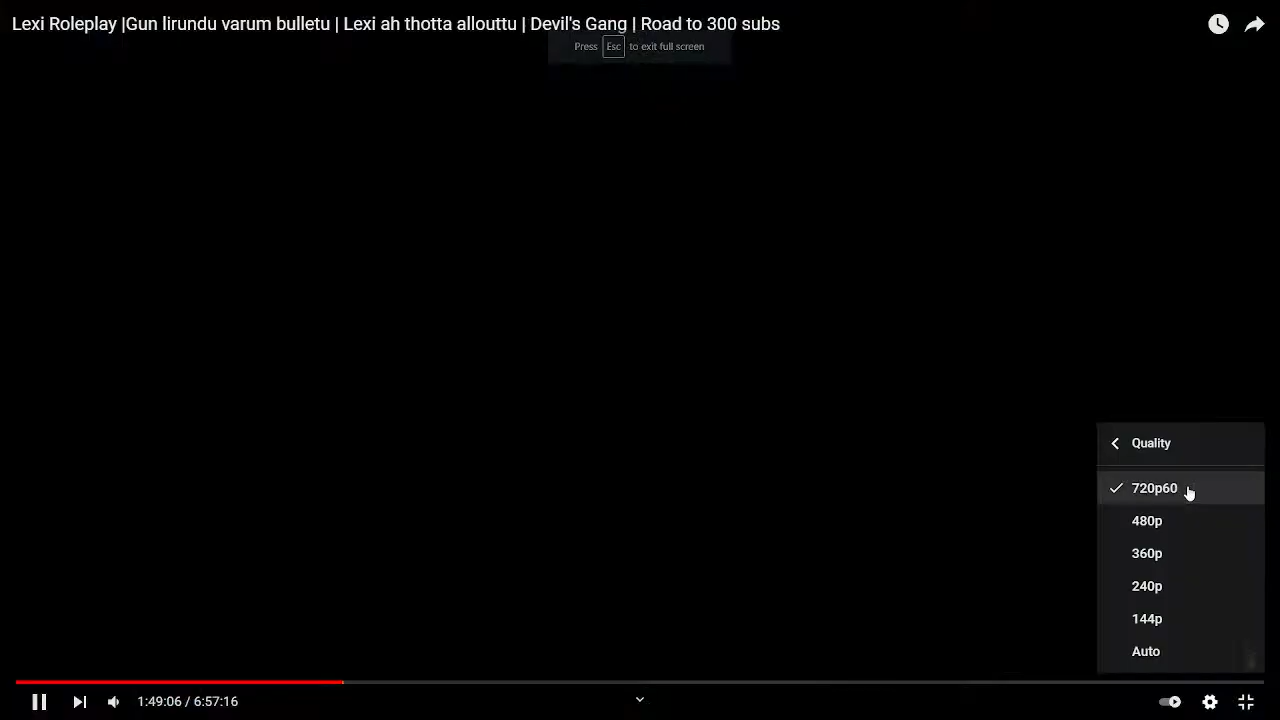 Lexi Roleplay |Gun lirundu varum bulletu | Lexi ah thotta allouttu | Devil's Gang | Road to 300 subs
Press Esc to exit full screen
Quality
720p60
480p
360p
240p
144p
Auto
1:49:06 / 6:57:16